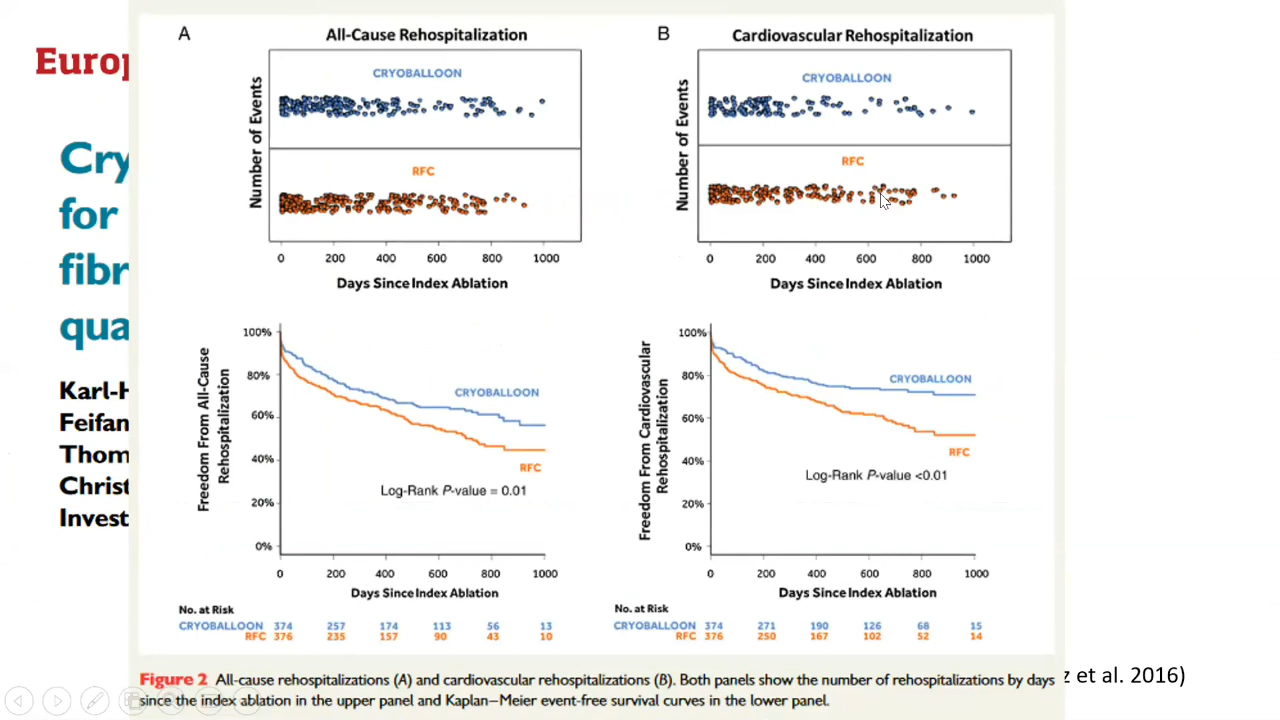 Europ
Cry
for
fibr
qua
Karl-H
Feifan
Thom
Christ
Invest
A
All-Cause Rehospitalization
Number of Events
CRYOBALLOON
RFC
0 200 400 600 800 1000
Days Since Index Ablation
B
Cardiovascular Rehospitalization
Number of Events
CRYOBALLOON
RFC
0 200 400 600 800 1000
Days Since Index Ablation
Freedom From All-Cause
Rehospitalization
100%
80%
60%
40%
20%
0%
CRYOBALLOON
RFC
Log-Rank P-value = 0.01
0 200 400 600 800 1000
Days Since Index Ablation
No. at Risk
CRYOBALLOON 374 257 174 113 56 13
RFC 376 235 157 90 43 10
Freedom From Cardiovascular
Rehospitalization
100%
80%
60%
40%
20%
0%
CRYOBALLOON
RFC
Log-Rank P-value <0.01
0 200 400 600 800 1000
Days Since Index Ablation
No. at Risk
CRYOBALLOON 374 271 190 126 68 15
RFC 376 250 167 102 52 14
Figure 2 All-cause rehospitalizations (A) and cardiovascular rehospitalizations (B). Both panels show the number of rehospitalizations by days
since the index ablation in the upper panel and Kaplan–Meier event-free survival curves in the lower panel.
z et al. 2016)